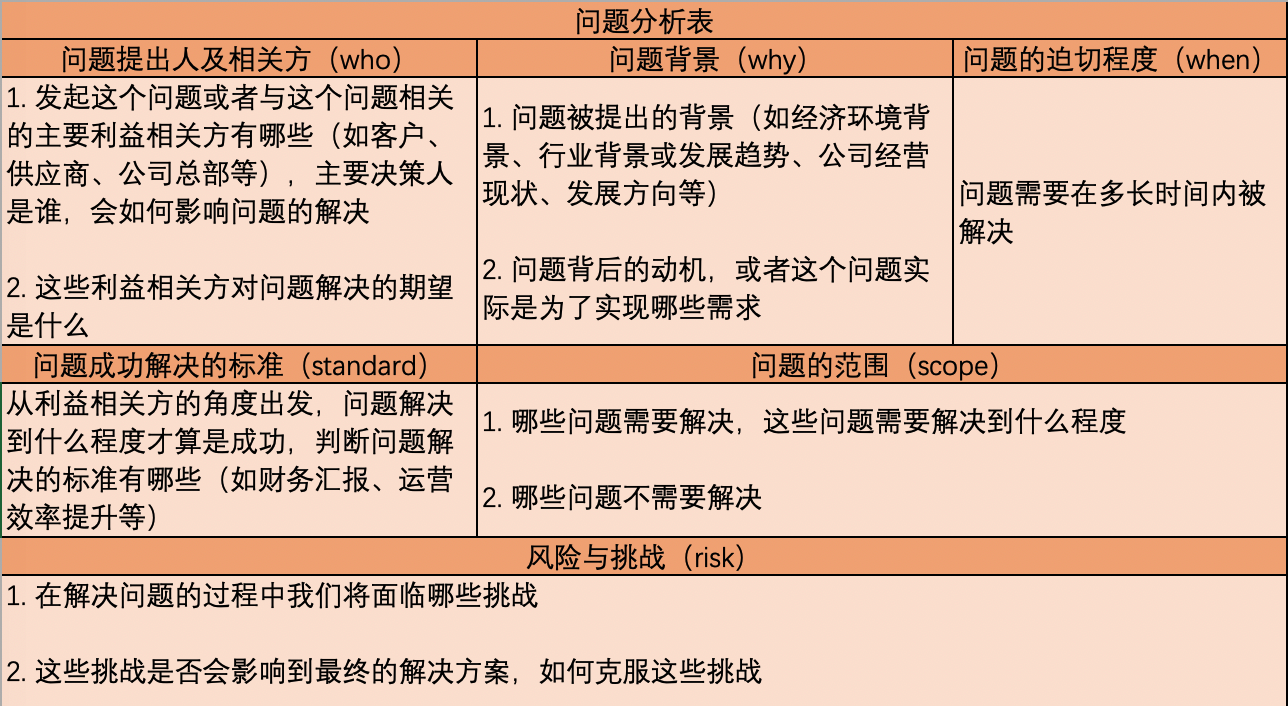 问题分析表
问题提出人及相关方（who）
问题背景（why）
问题的迫切程度（when）
1. 发起这个问题或者与这个问题相关
的主要利益相关方有哪些（如客户、
供应商、公司总部等），主要决策人
是谁，会如何影响问题的解决
2. 这些利益相关方对问题解决的期望
是什么
1. 问题被提出的背景（如经济环境背
景、行业背景或发展趋势、公司经营
现状、发展方向等）
2. 问题背后的动机，或者这个问题实
际是为了实现哪些需求
问题需要在多长时间内被
解决
问题成功解决的标准（standard）
问题的范围（scope）
从利益相关方的角度出发，问题解决
到什么程度才算是成功，判断问题解
决的标准有哪些（如财务汇报、运营
效率提升等）
1. 哪些问题需要解决，这些问题需要解决到什么程度
2. 哪些问题不需要解决
风险与挑战（risk）
1. 在解决问题的过程中我们将面临哪些挑战
2. 这些挑战是否会影响到最终的解决方案，如何克服这些挑战